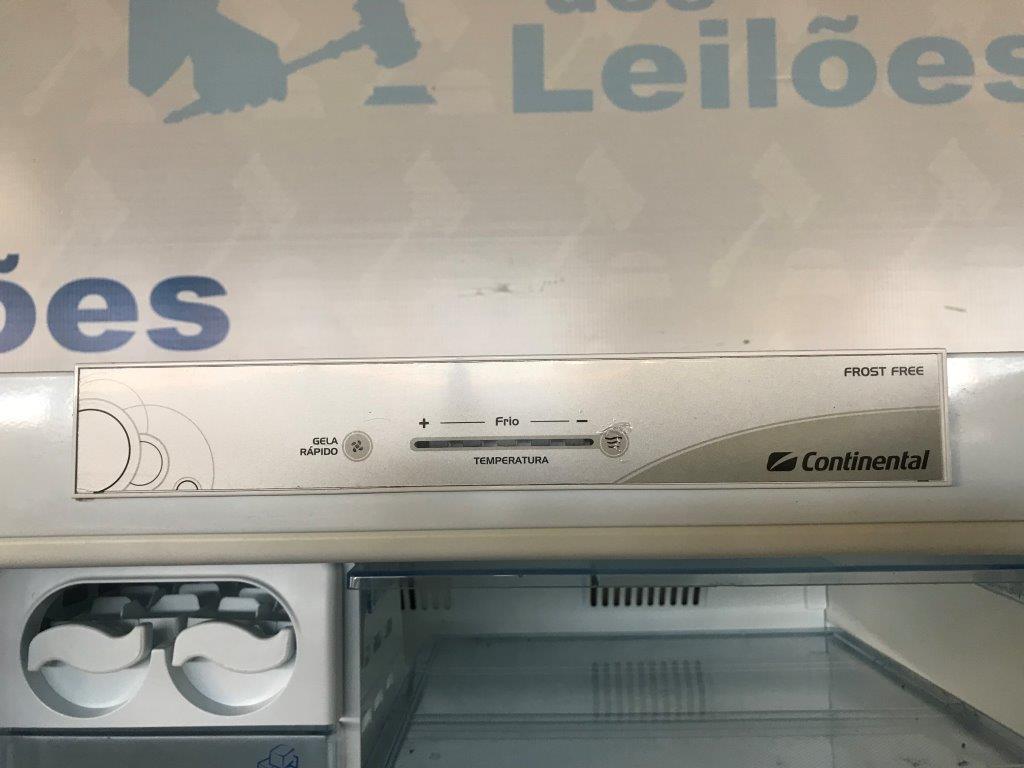 Leilões
ões
FROST FREE
+ Frio -
GELA
RÁPIDO
TEMPERATURA
Continental